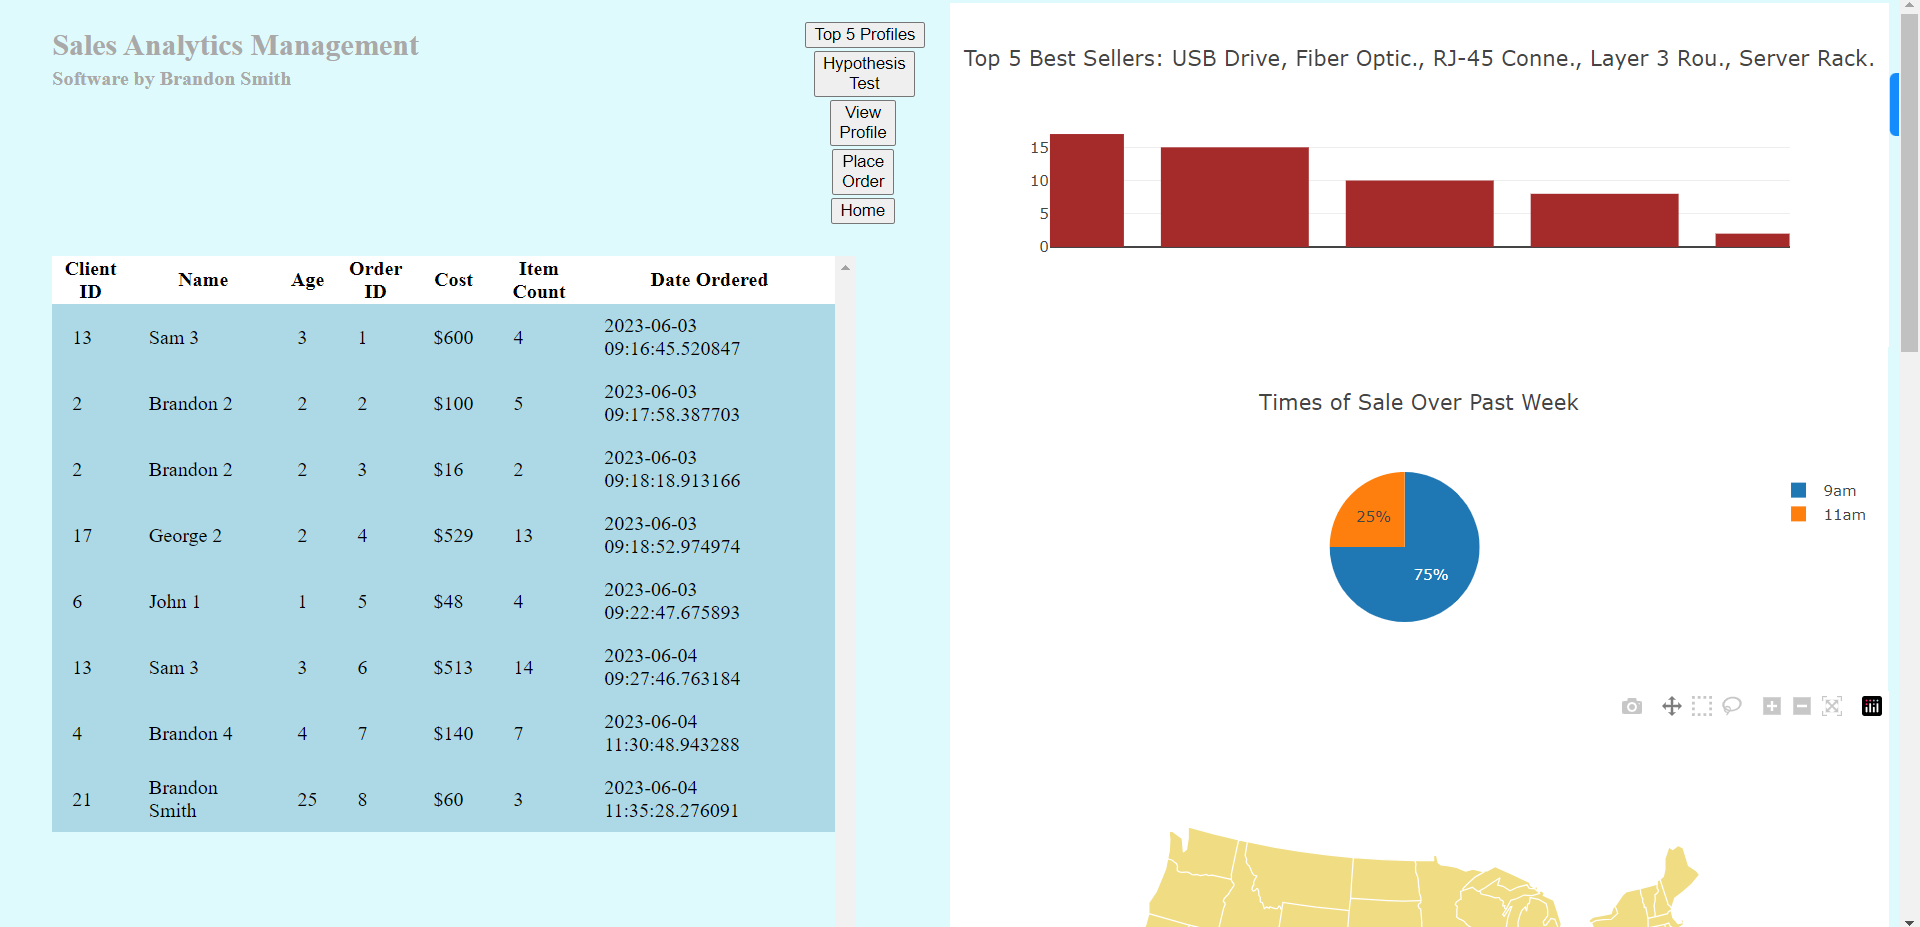 Sales Analytics Management
Software by Brandon Smith
Top 5 Profiles
Hypothesis
Test
View
Profile
Place
Order
Home
Client ID Name Age Order ID Cost Item Count Date Ordered
13 Sam 3 3 1 $600 4 2023-06-03 09:16:45.520847
2 Brandon 2 2 2 $100 5 2023-06-03 09:17:58.387703
2 Brandon 2 2 3 $16 2 2023-06-03 09:18:18.913166
17 George 2 2 4 $529 13 2023-06-03 09:18:52.974974
6 John 1 1 5 $48 4 2023-06-03 09:22:47.675893
13 Sam 3 3 6 $513 14 2023-06-04 09:27:46.763184
4 Brandon 4 4 7 $140 7 2023-06-04 11:30:48.943288
21 Brandon Smith 25 8 $60 3 2023-06-04 11:35:28.276091
Top 5 Best Sellers: USB Drive, Fiber Optic., RJ-45 Conne., Layer 3 Rou., Server Rack.
15
10
5
0
Times of Sale Over Past Week
9am
11am
25%
75%